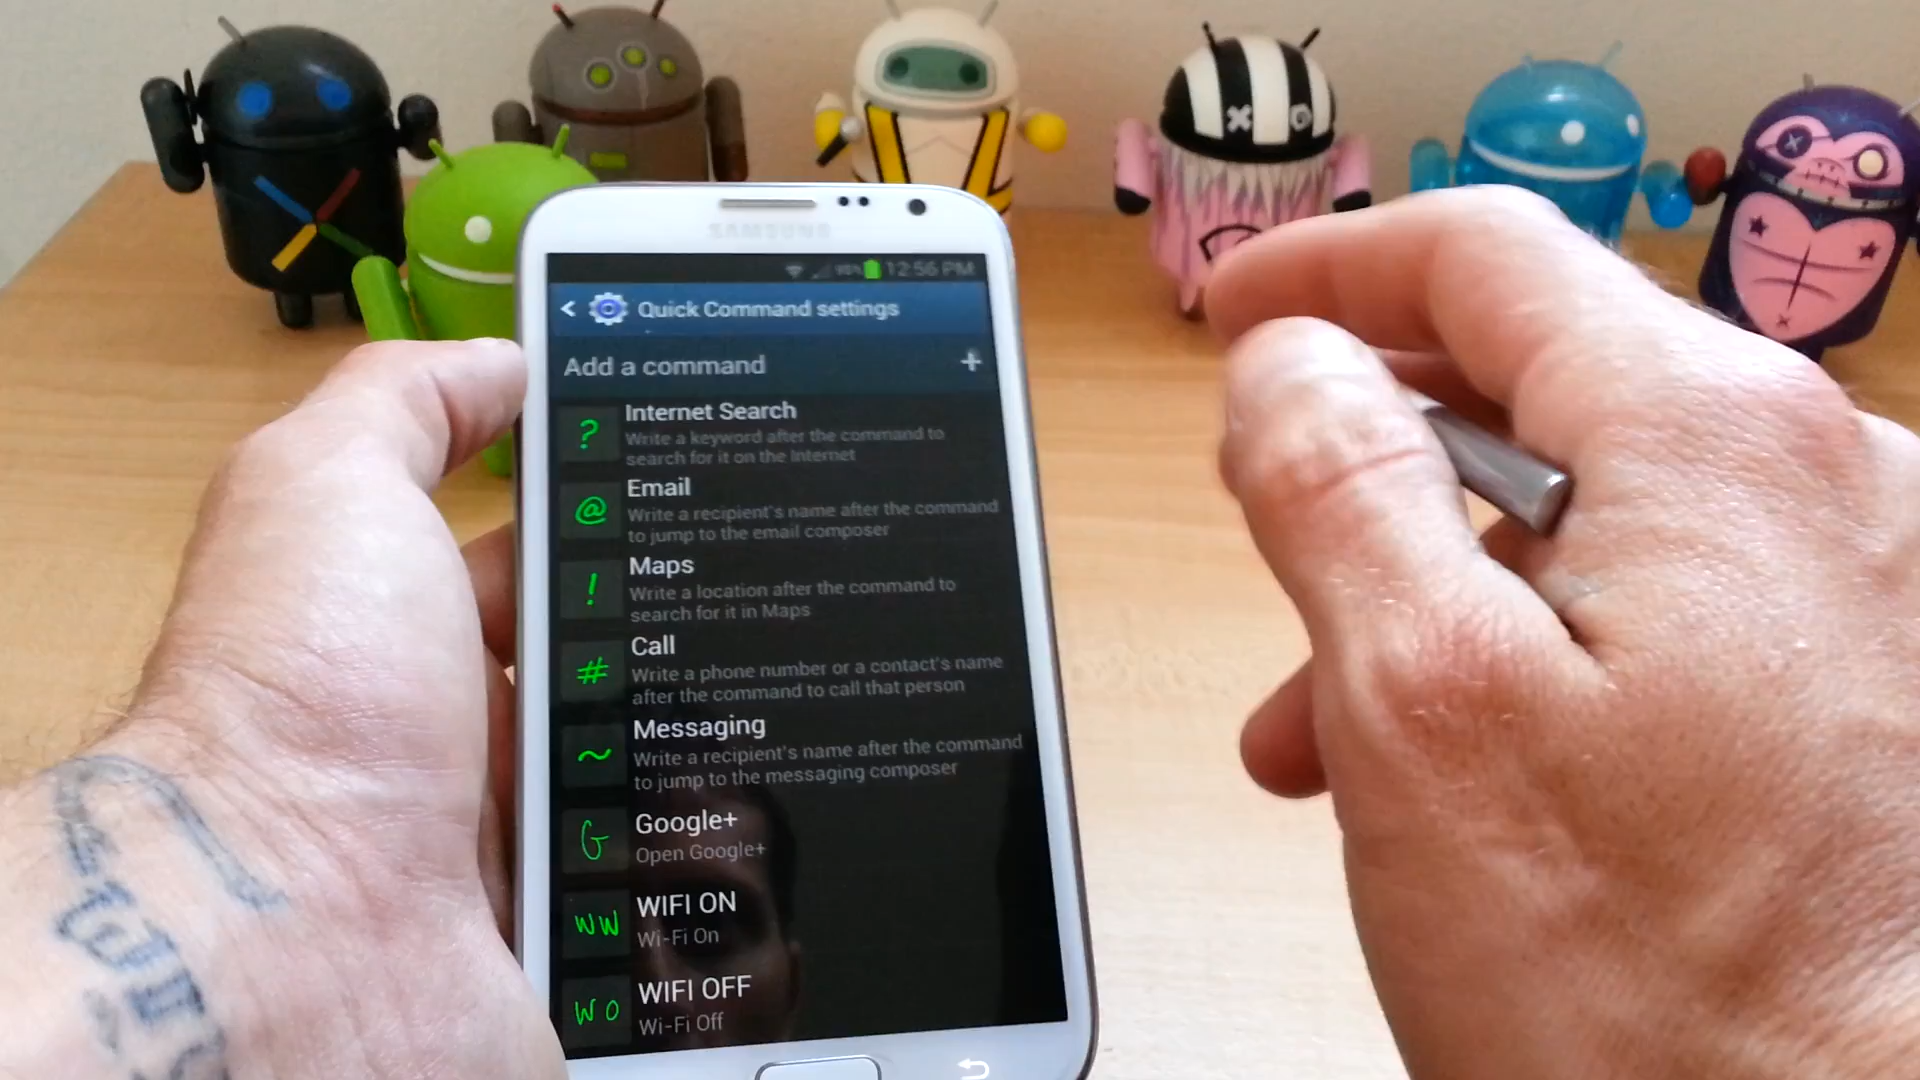 SAMSUNG
12:56 PM
Quick Command settings
Add a command +
?
Internet Search
Write a keyword after the command to
search for it on the Internet
@
Email
Write a recipient's name after the command
to jump to the email composer
!
Maps
Write a location after the command to
search for it in Maps
#
Call
Write a phone number or a contact's name
after the command to call that person
~
Messaging
Write a recipient's name after the command
to jump to the messaging composer
G
Google+
Open Google+
WW
WIFI ON
Wi-Fi On
WO
WIFI OFF
Wi-Fi Off